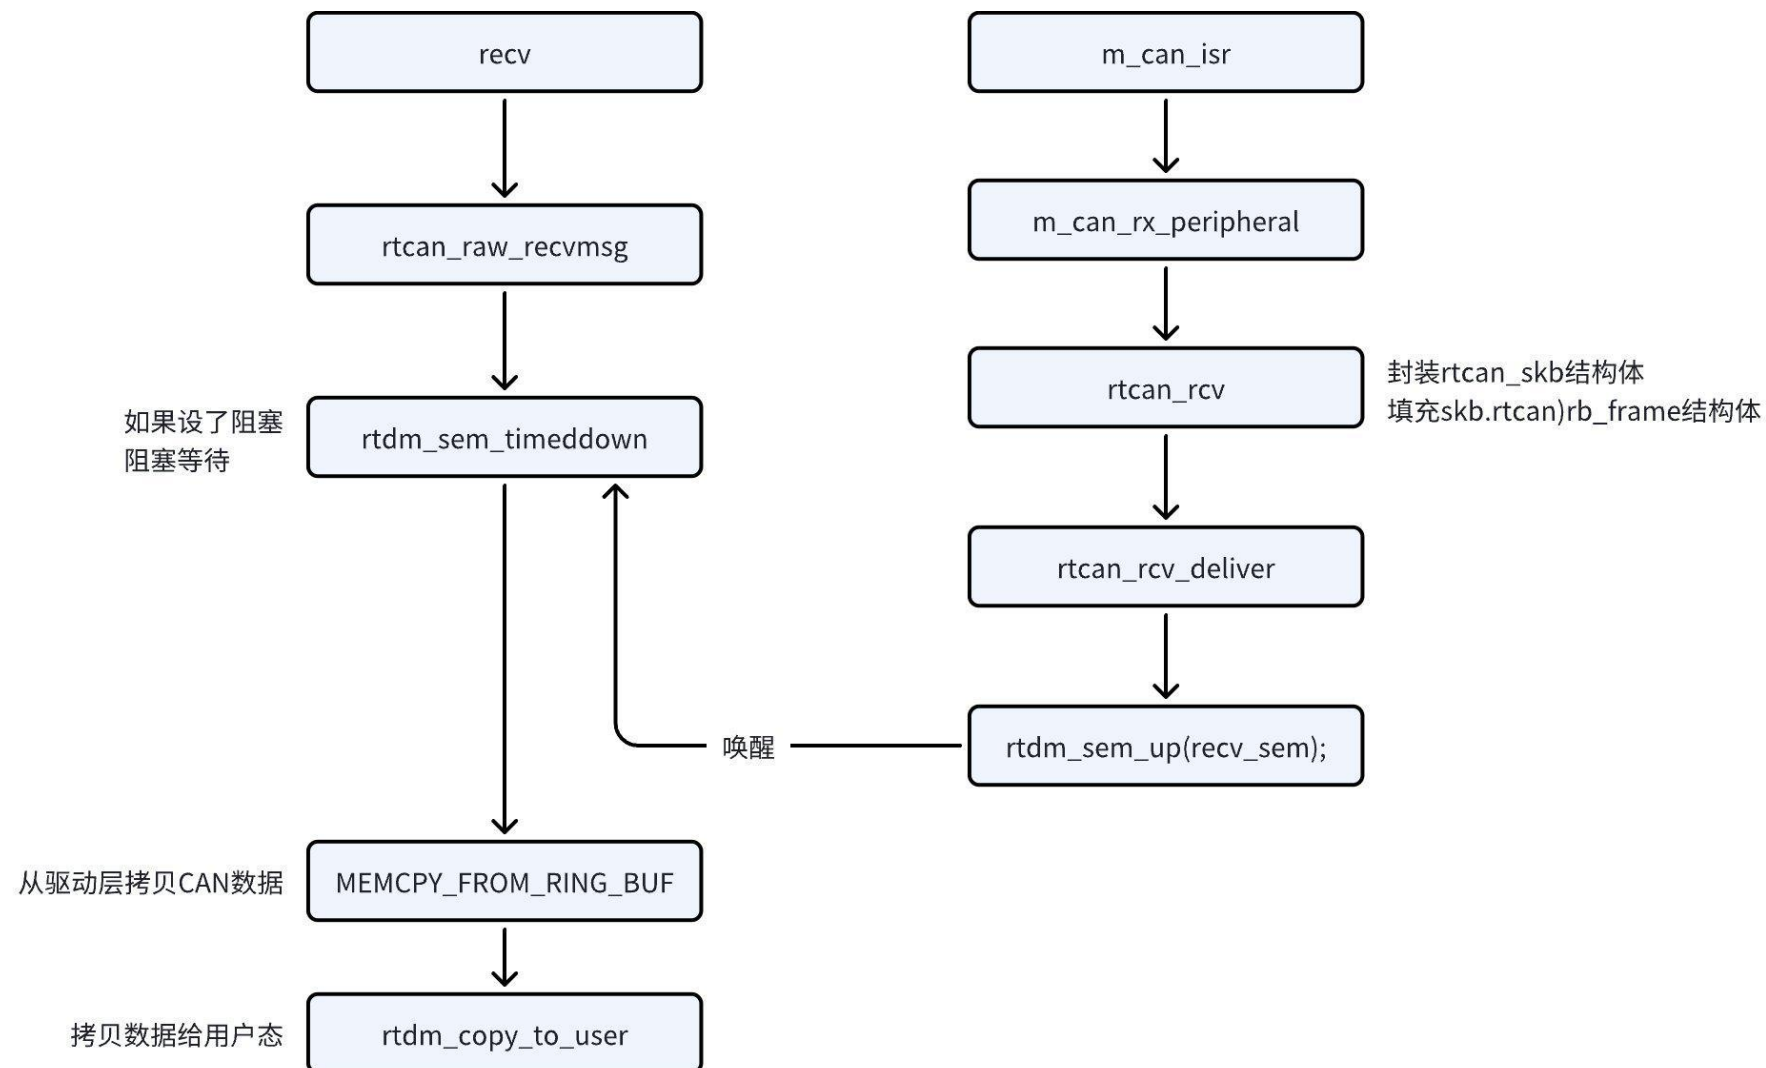 recv
m_can_isr
m_can_rx_peripheral
rtcan_raw_recvmsg
rtcan_rcv
封装rtcan_skb结构体
填充skb.rtcan)rb_frame结构体
如果设了阻塞
阻塞等待
rtdm_sem_timeddown
rtcan_rcv_deliver
唤醒
rtdm_sem_up(recv_sem);
从驱动层拷贝CAN数据
MEMCPY_FROM_RING_BUF
拷贝数据给用户态
rtdm_copy_to_user